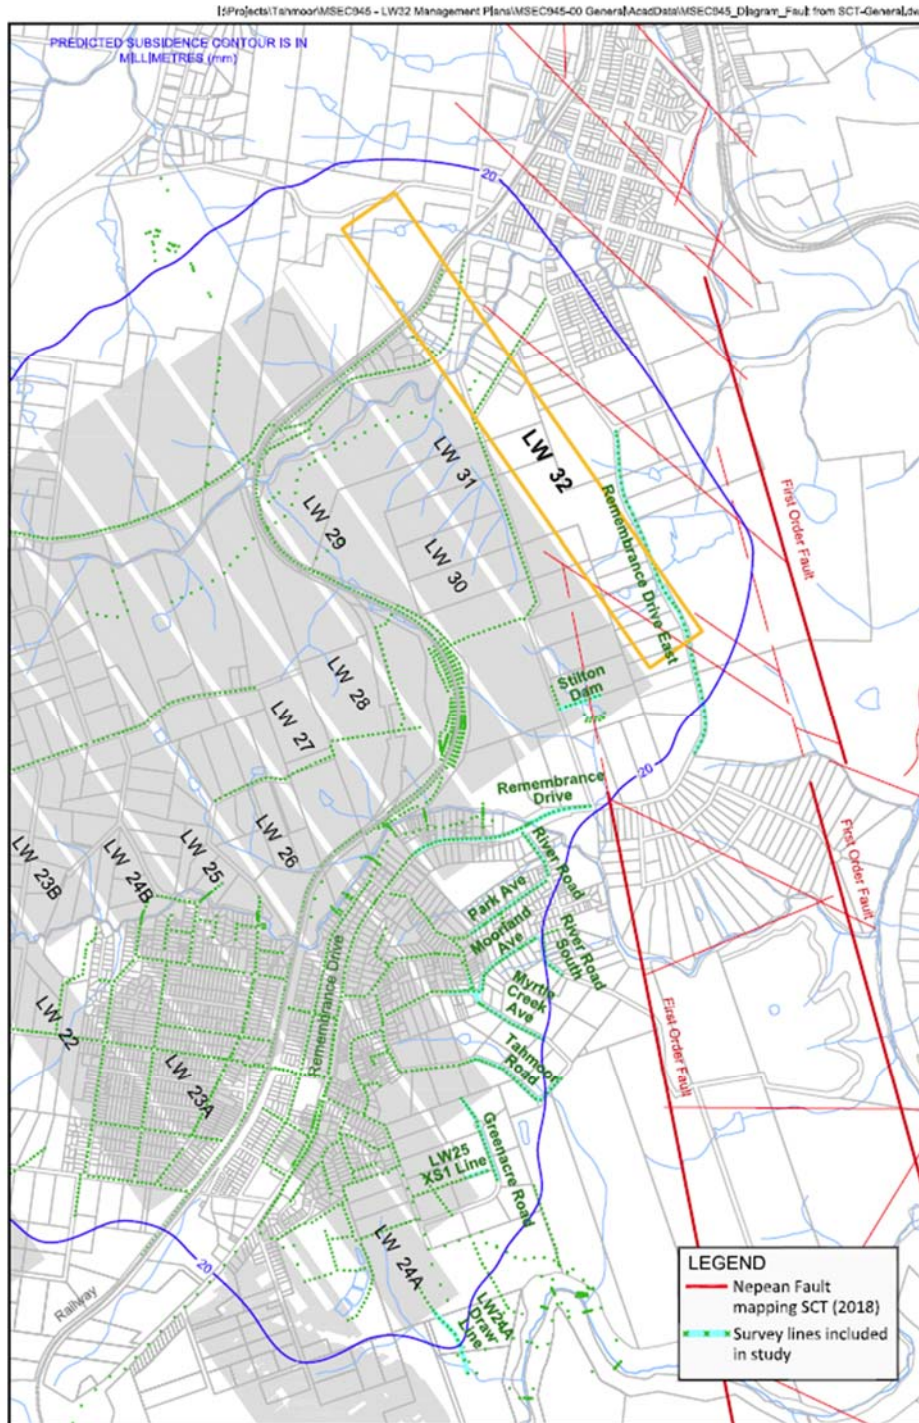 I:\Projects\Tahmoor\MSEC945 - LW32 Management Plans\MSEC945-00 General\AcadData\MSEC945_Diagram_Fault from SCT-General.dw
PREDICTED SUBSIDENCE CONTOUR IS IN
MILLIMETRES (mm)
20
LW 32
LW 31
LW 29
LW 30
First Order Fault
Remembrance Drive East
LW 28
Stilton
Dam
LW 27
20
Remembrance
Drive
LW 26
LW 25
LW 24B
LW 23B
River Road
First Order Fault
Park Ave
Moorland
Ave
River Road
South
Myrtle
Creek
Ave
Remembrance Drive
LW 22
First Order Fault
Tahmoor
Road
LW 23A
Greenacre Road
LW25
XS1 Line
LW 24A
20
Railway
LW24A
Draw
Line
LEGEND
Nepean Fault
mapping SCT (2018)
Survey lines included
in study